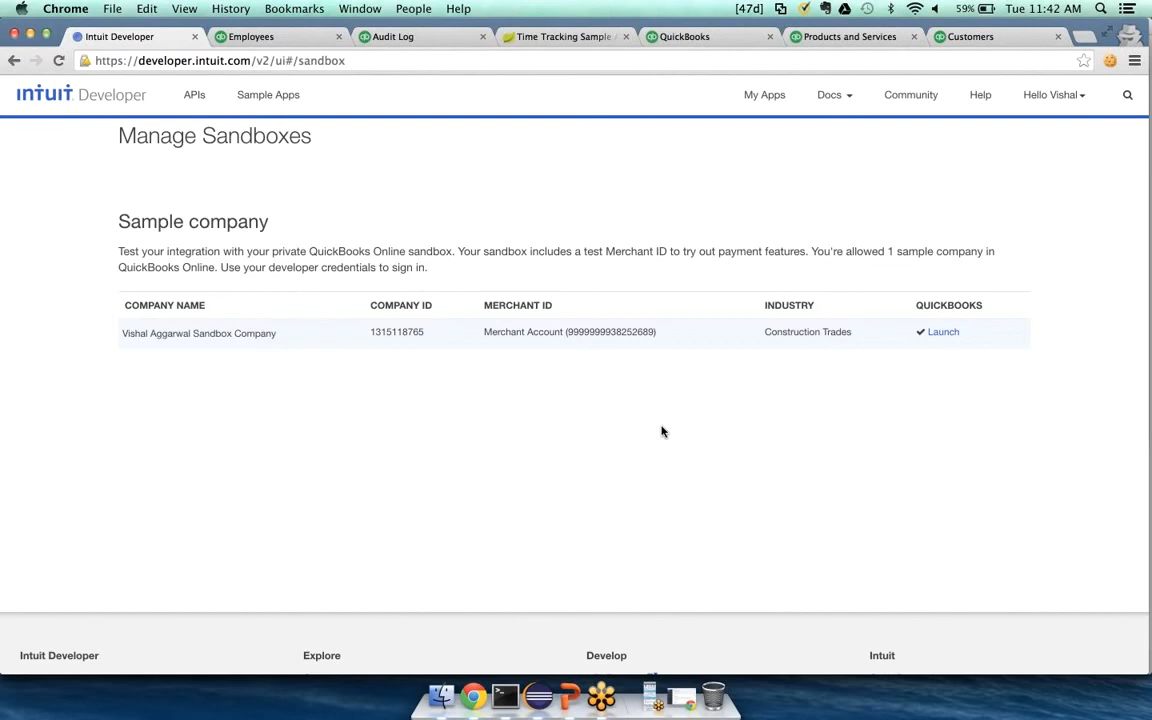 Chrome File Edit View History Bookmarks Window People Help [47d] 59% Tue 11:42 AM
Intuit Developer Employees Audit Log Time Tracking Sample QuickBooks Products and Services Customers
https://developer.intuit.com/v2/ui#/sandbox
intuit Developer APIs Sample Apps My Apps Docs Community Help Hello Vishal
Manage Sandboxes
Sample company
Test your integration with your private QuickBooks Online sandbox. Your sandbox includes a test Merchant ID to try out payment features. You're allowed 1 sample company in
QuickBooks Online. Use your developer credentials to sign in.
COMPANY NAME COMPANY ID MERCHANT ID INDUSTRY QUICKBOOKS
Vishal Aggarwal Sandbox Company 1315118765 Merchant Account (9999999938252689) Construction Trades Launch
Intuit Developer Explore Develop Intuit